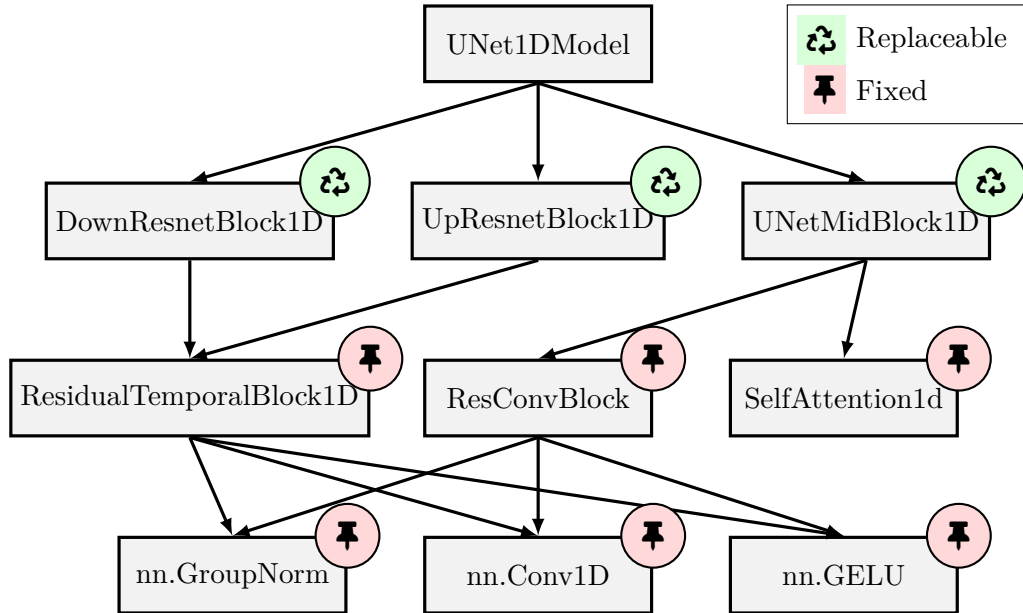 UNet1DModel
Replaceable
Fixed
DownResnetBlock1D
UpResnetBlock1D
UNetMidBlock1D
ResidualTemporalBlock1D
ResConvBlock
SelfAttention1d
nn.GroupNorm
nn.Conv1D
nn.GELU